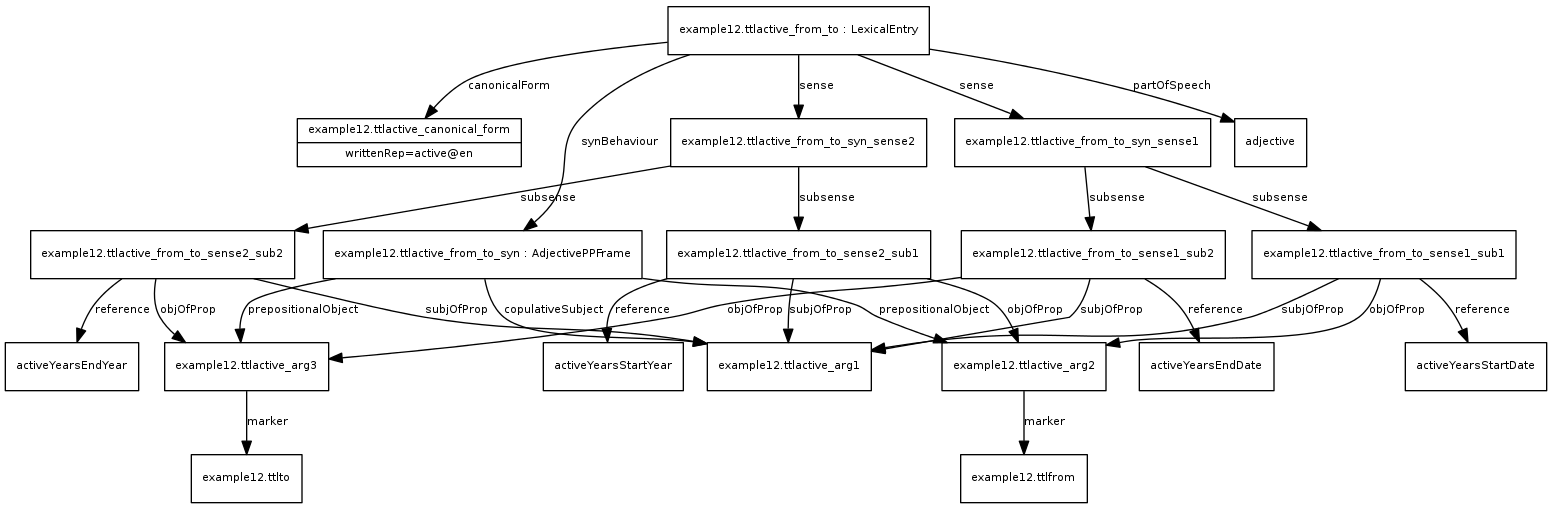 example12.ttlactive_from_to : LexicalEntry
canonicalForm
sense
sense
partOfSpeech
example12.ttlactive_canonical_form
writtenRep=active@en
synBehaviour
example12.ttlactive_from_to_syn_sense2
example12.ttlactive_from_to_syn_sense1
adjective
subsense
subsense
subsense
subsense
example12.ttlactive_from_to_sense2_sub2
example12.ttlactive_from_to_syn : AdjectivePPFrame
example12.ttlactive_from_to_sense2_sub1
example12.ttlactive_from_to_sense1_sub2
example12.ttlactive_from_to_sense1_sub1
reference
objOfProp
prepositionalObject
subjOfProp
copulativeSubject
reference
objOfProp
subjOfProp
prepositionalObject
objOfProp
subjOfProp
reference
subjOfProp
objOfProp
reference
activeYearsEndYear
example12.ttlactive_arg3
activeYearsStartYear
example12.ttlactive_arg1
example12.ttlactive_arg2
activeYearsEndDate
activeYearsStartDate
marker
marker
example12.ttlto
example12.ttlfrom